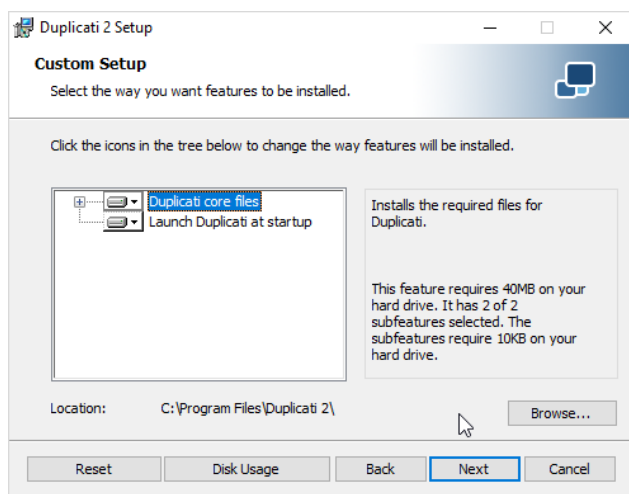 Duplicati 2 Setup
Custom Setup
Select the way you want features to be installed.
Click the icons in the tree below to change the way features will be installed.
Duplicati core files
Launch Duplicati at startup
Installs the required files for
Duplicati.
This feature requires 40MB on your
hard drive. It has 2 of 2
subfeatures selected. The
subfeatures require 10KB on your
hard drive.
Location: C:\Program Files\Duplicati 2\
Browse...
Reset Disk Usage Back Next Cancel